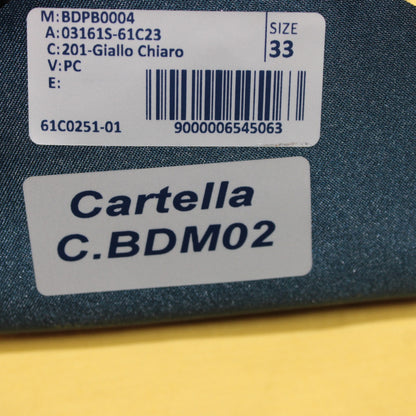 M:BDPB0004
A:03161S-61C23
C:201-Giallo Chiaro
V:PC
E:
SIZE
33
61C0251-01
9000006545063
Cartella
C.BDM02